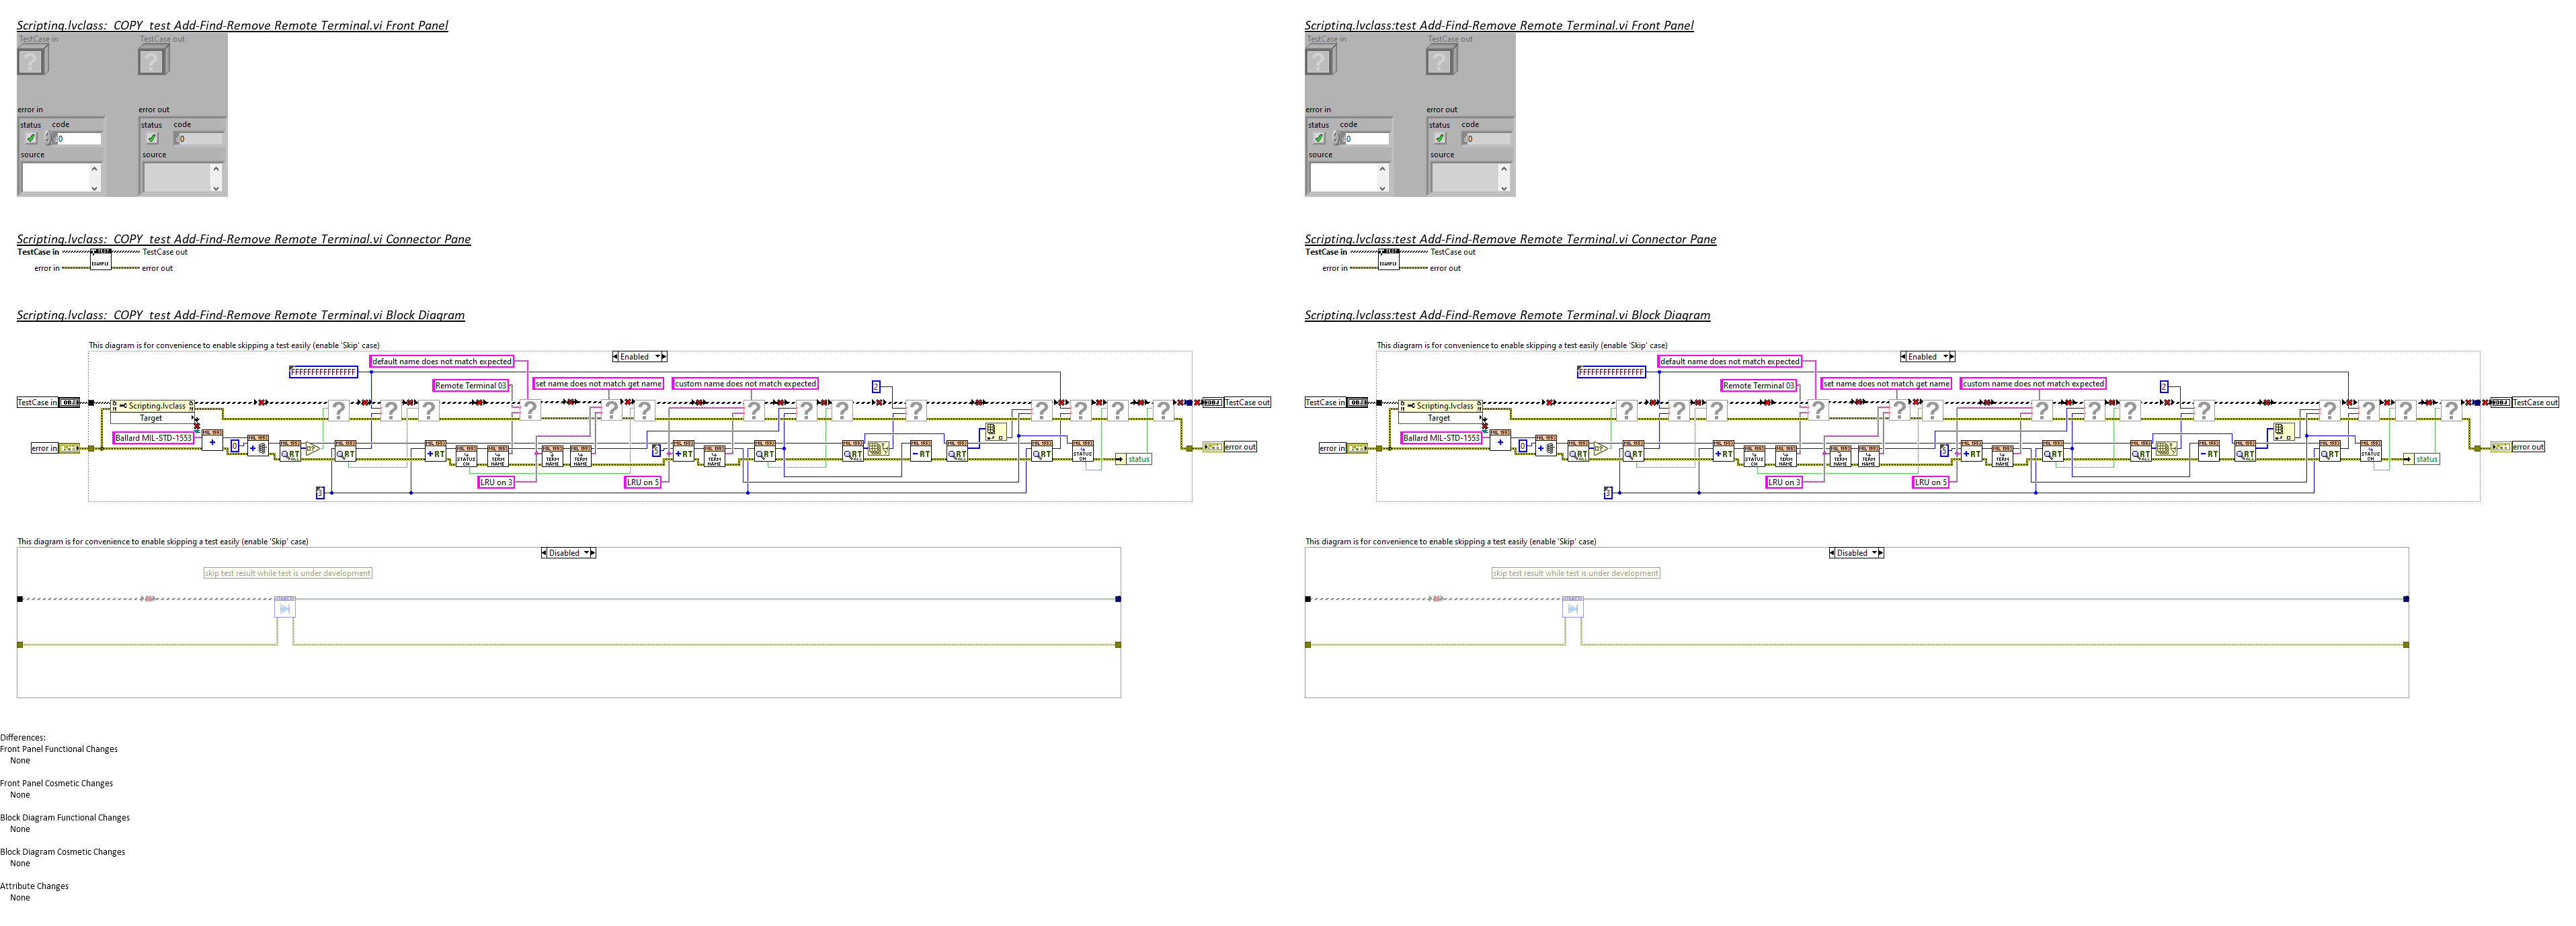 Scripting.lvclass:  COPY  test Add-Find-Remove Remote Terminal.vi Front Panel
TestCase in
TestCase out
error in
error out
status
code
status
code
0
0
source
source
Scripting.lvclass:  COPY  test Add-Find-Remove Remote Terminal.vi Connector Pane
TestCase in
TestCase out
error in
error out
Scripting.lvclass:  COPY  test Add-Find-Remove Remote Terminal.vi Block Diagram
This diagram is for convenience to enable skipping a test easily (enable 'Skip' case)
Enabled
default name does not match expected
FFFFFFFFFFFFFFFF
Remote Terminal 03
set name does not match get name
custom name does not match expected
2
TestCase in
OBJ
Scripting.lvclass
Target
TestCase out
Ballard MIL-STD-1553
error in
0
5
error out
status
LRU on 3
LRU on 5
3
This diagram is for convenience to enable skipping a test easily (enable 'Skip' case)
Disabled
skip test result while test is under development
Scripting.lvclass:test Add-Find-Remove Remote Terminal.vi Front Panel
TestCase in
TestCase out
error in
error out
status
code
status
code
0
0
source
source
Scripting.lvclass:test Add-Find-Remove Remote Terminal.vi Connector Pane
TestCase in
TestCase out
error in
error out
Scripting.lvclass:test Add-Find-Remove Remote Terminal.vi Block Diagram
This diagram is for convenience to enable skipping a test easily (enable 'Skip' case)
Enabled
default name does not match expected
FFFFFFFFFFFFFFFF
Remote Terminal 03
set name does not match get name
custom name does not match expected
2
TestCase in
OBJ
Scripting.lvclass
Target
TestCase out
Ballard MIL-STD-1553
error in
0
5
error out
status
LRU on 3
LRU on 5
3
This diagram is for convenience to enable skipping a test easily (enable 'Skip' case)
Disabled
skip test result while test is under development
Differences:
Front Panel Functional Changes
None
Front Panel Cosmetic Changes
None
Block Diagram Functional Changes
None
Block Diagram Cosmetic Changes
None
Attribute Changes
None